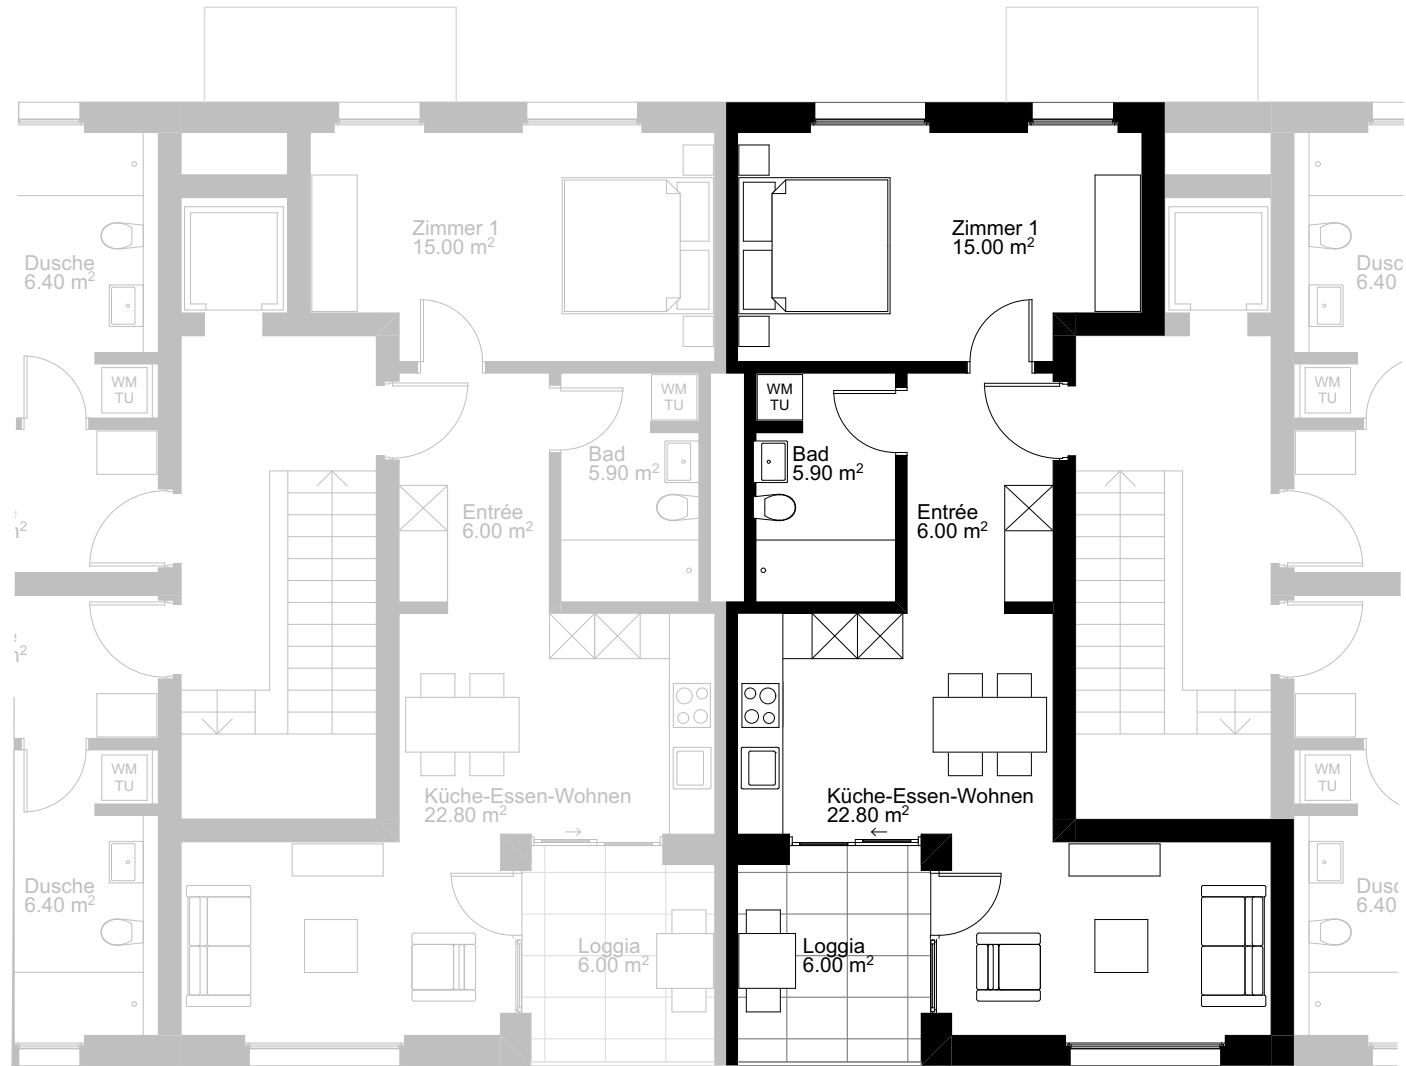 Zimmer 1
15.00 m²
Zimmer 1
15.00 m²
Dusche
6.40 m²
Dusc
6.40
WM
TU
WM
TU
WM
TU
WM
TU
Bad
5.90 m²
Bad
5.90 m²
Entrée
6.00 m²
Entrée
6.00 m²
WM
TU
WM
TU
Küche-Essen-Wohnen
22.80 m²
Küche-Essen-Wohnen
22.80 m²
Dusche
6.40 m²
Dusc
6.40
Loggia
6.00 m²
Loggia
6.00 m²